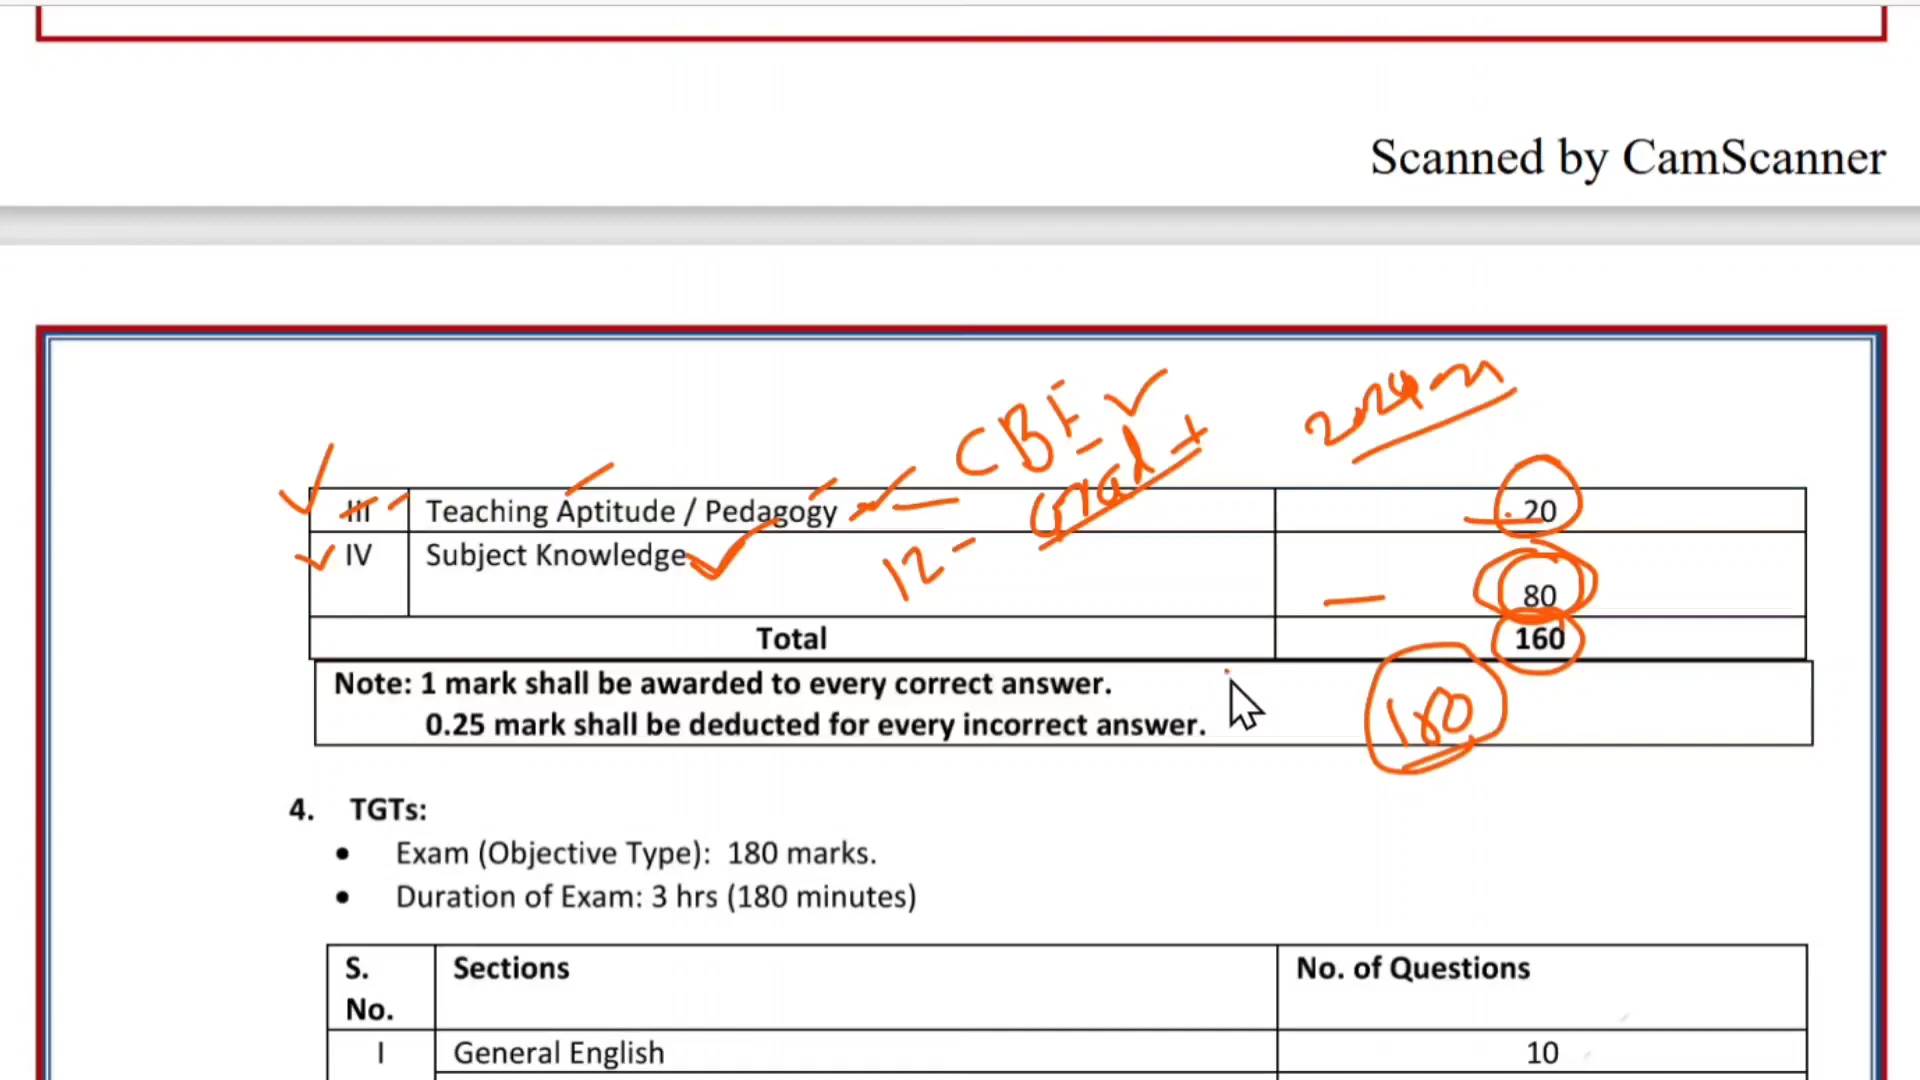 Scanned by CamScanner
CBE
Grad +
12 -
III Teaching Aptitude / Pedagogy 20
IV Subject Knowledge 80
Total 160
Note: 1 mark shall be awarded to every correct answer.
0.25 mark shall be deducted for every incorrect answer.
180
4. TGTs:
• Exam (Objective Type): 180 marks.
• Duration of Exam: 3 hrs (180 minutes)
S. No. Sections No. of Questions
I General English 10